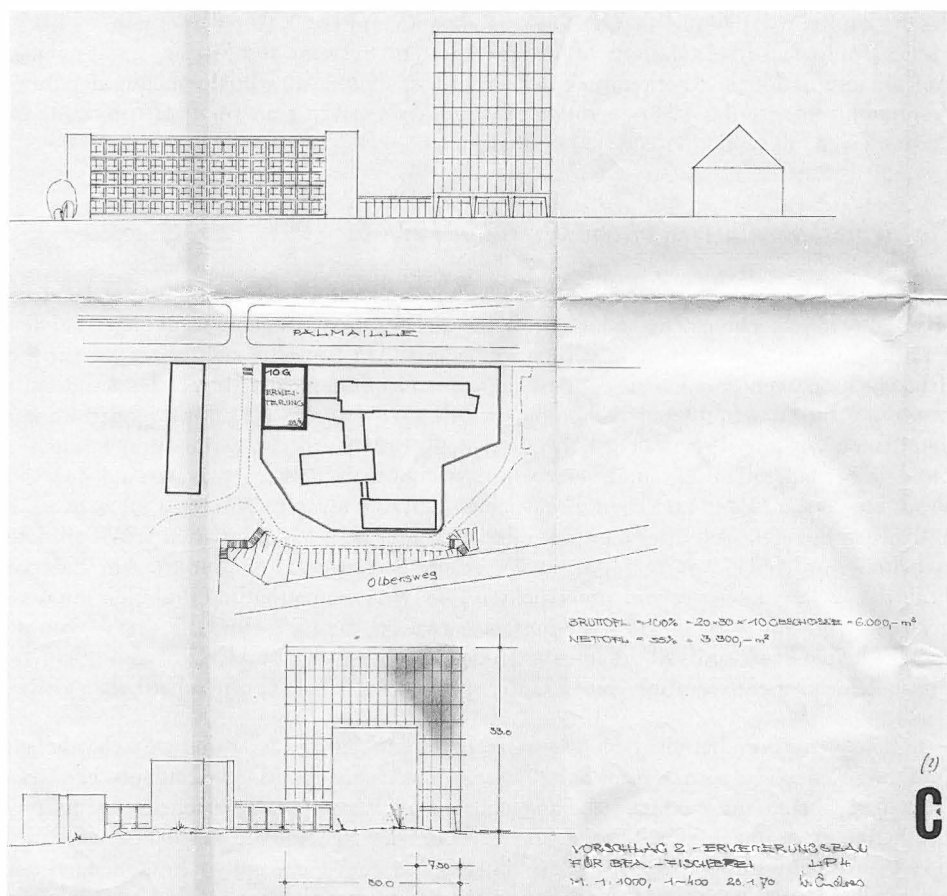 PALMAILLE
10 G
ERWEI-
TERUNG
Olbersweg
BRUTTOFL = 100% = 20×30 × 10 GESCHOSSE = 6.000,- m²
NETTOFL = 55% = 3 300,- m²
33.0
(2)
C
7.50
30.0
VORSCHLAG 2 - ERWEITERUNGSBAU
FÜR BFA - FISCHEREI LP4
M. 1:1000, 1:400 28.1.70